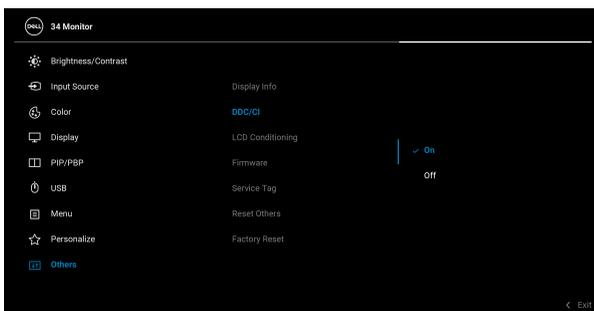 DELL 34 Monitor
Brightness/Contrast
Input Source Display Info
Color DDC/CI
Display LCD Conditioning
On
PIP/PBP Firmware
Off
USB Service Tag
Menu Reset Others
Personalize Factory Reset
Others
Exit